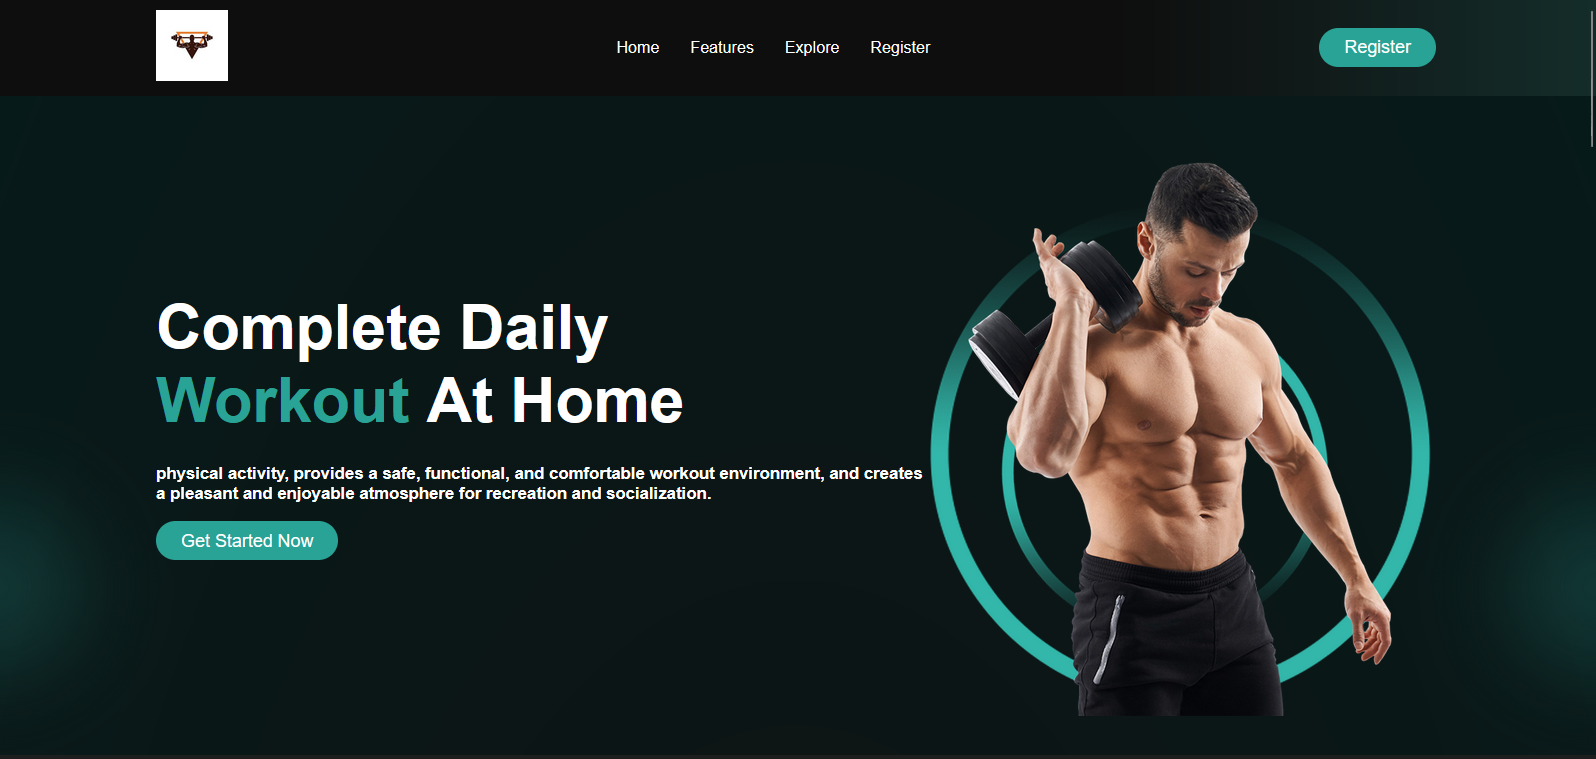 Home Features Explore Register
Register
Complete Daily
Workout At Home
physical activity, provides a safe, functional, and comfortable workout environment, and creates
a pleasant and enjoyable atmosphere for recreation and socialization.
Get Started Now